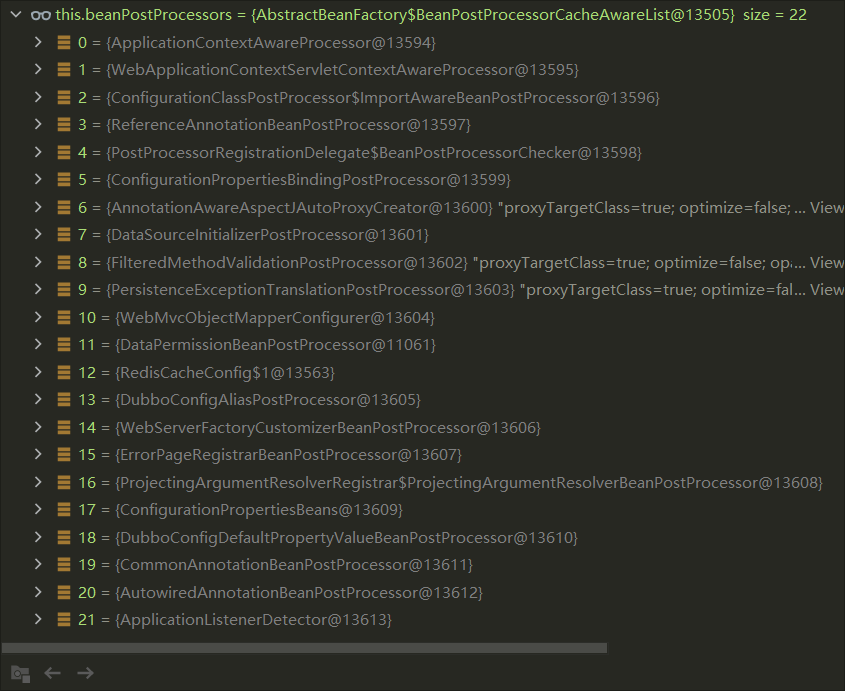 this.beanPostProcessors = {AbstractBeanFactory$BeanPostProcessorCacheAwareList@13505} size = 22
0 = {ApplicationContextAwareProcessor@13594}
1 = {WebApplicationContextServletContextAwareProcessor@13595}
2 = {ConfigurationClassPostProcessor$ImportAwareBeanPostProcessor@13596}
3 = {ReferenceAnnotationBeanPostProcessor@13597}
4 = {PostProcessorRegistrationDelegate$BeanPostProcessorChecker@13598}
5 = {ConfigurationPropertiesBindingPostProcessor@13599}
6 = {AnnotationAwareAspectJAutoProxyCreator@13600} "proxyTargetClass=true; optimize=false; ... View
7 = {DataSourceInitializerPostProcessor@13601}
8 = {FilteredMethodValidationPostProcessor@13602} "proxyTargetClass=true; optimize=false; opa... View
9 = {PersistenceExceptionTranslationPostProcessor@13603} "proxyTargetClass=true; optimize=fal... View
10 = {WebMvcObjectMapperConfigurer@13604}
11 = {DataPermissionBeanPostProcessor@11061}
12 = {RedisCacheConfig$1@13563}
13 = {DubboConfigAliasPostProcessor@13605}
14 = {WebServerFactoryCustomizerBeanPostProcessor@13606}
15 = {ErrorPageRegistrarBeanPostProcessor@13607}
16 = {ProjectingArgumentResolverRegistrar$ProjectingArgumentResolverBeanPostProcessor@13608}
17 = {ConfigurationPropertiesBeans@13609}
18 = {DubboConfigDefaultPropertyValueBeanPostProcessor@13610}
19 = {CommonAnnotationBeanPostProcessor@13611}
20 = {AutowiredAnnotationBeanPostProcessor@13612}
21 = {ApplicationListenerDetector@13613}